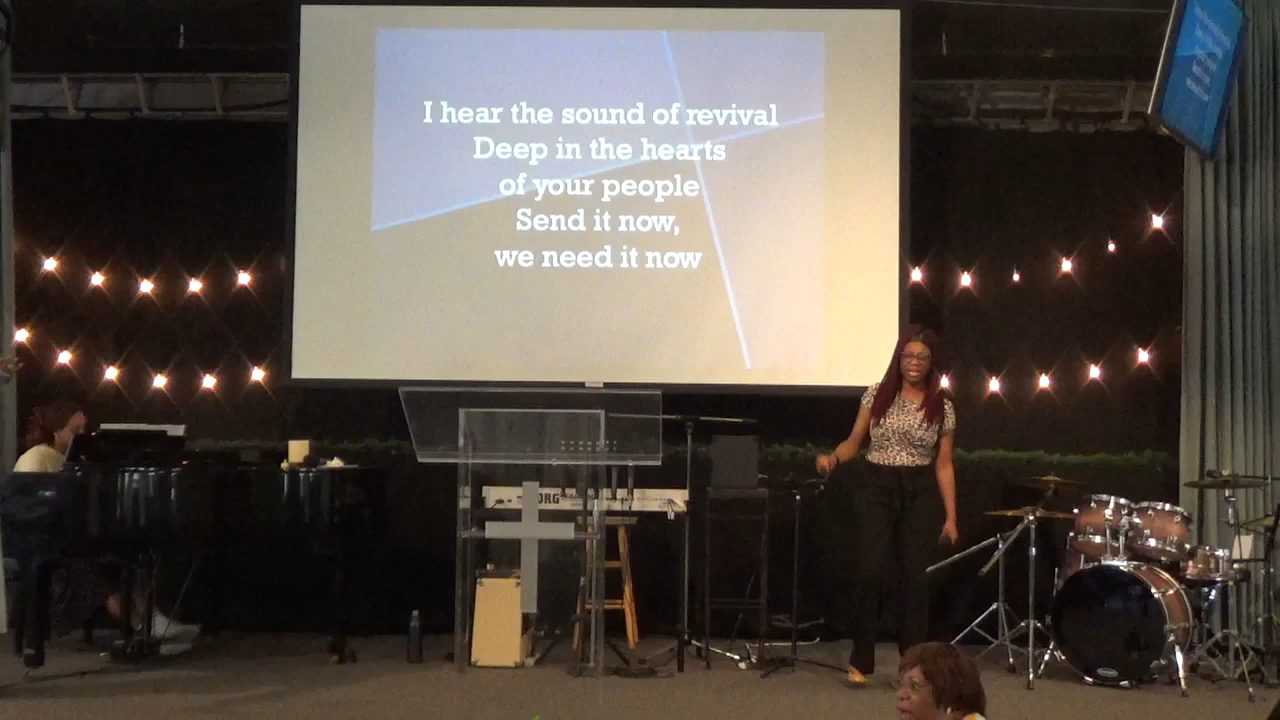 I hear the sound of revival
Deep in the hearts
of your people
Send it now,
we need it now
KORG